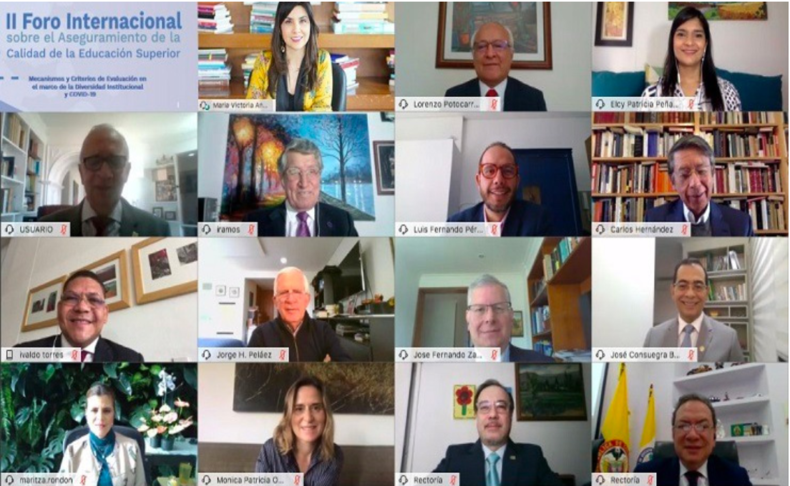 II Foro Internacional
sobre el Aseguramiento de la
Calidad de la Educación Superior
Mecanismos y Criterios de Evaluación en
el marco de la Diversidad Institucional
y COVID-19
María Victoria An...
Lorenzo Potocarr...
Elcy Patricia Peña...
USUARIO
iramos
Luis Fernando Pér...
Carlos Hernández
ivaldo torres
Jorge H. Peláez
Jose Fernando Za...
José Consuegra B...
maritza.rondon
Monica Patricia O...
Rectoría
Rectoría